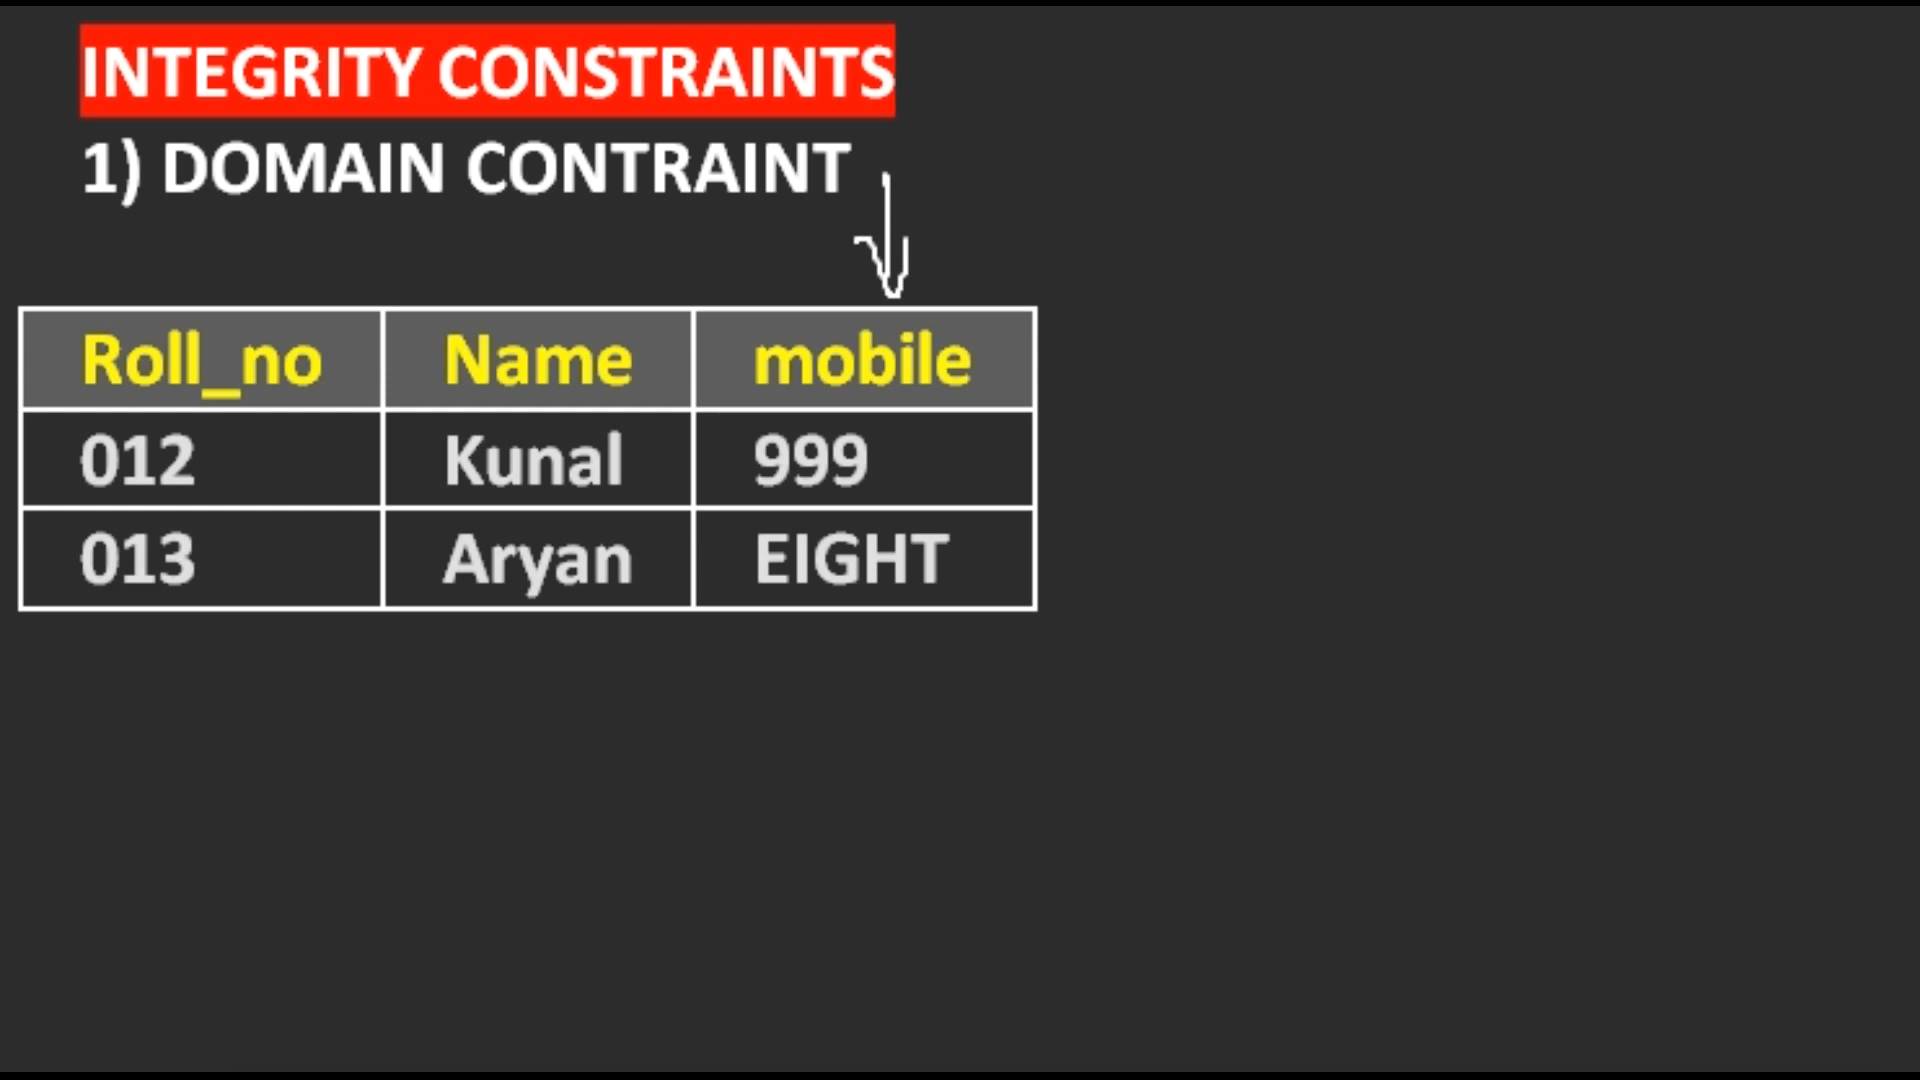 INTEGRITY CONSTRAINTS
1) DOMAIN CONTRAINT
Roll_no Name mobile
012 Kunal 999
013 Aryan EIGHT